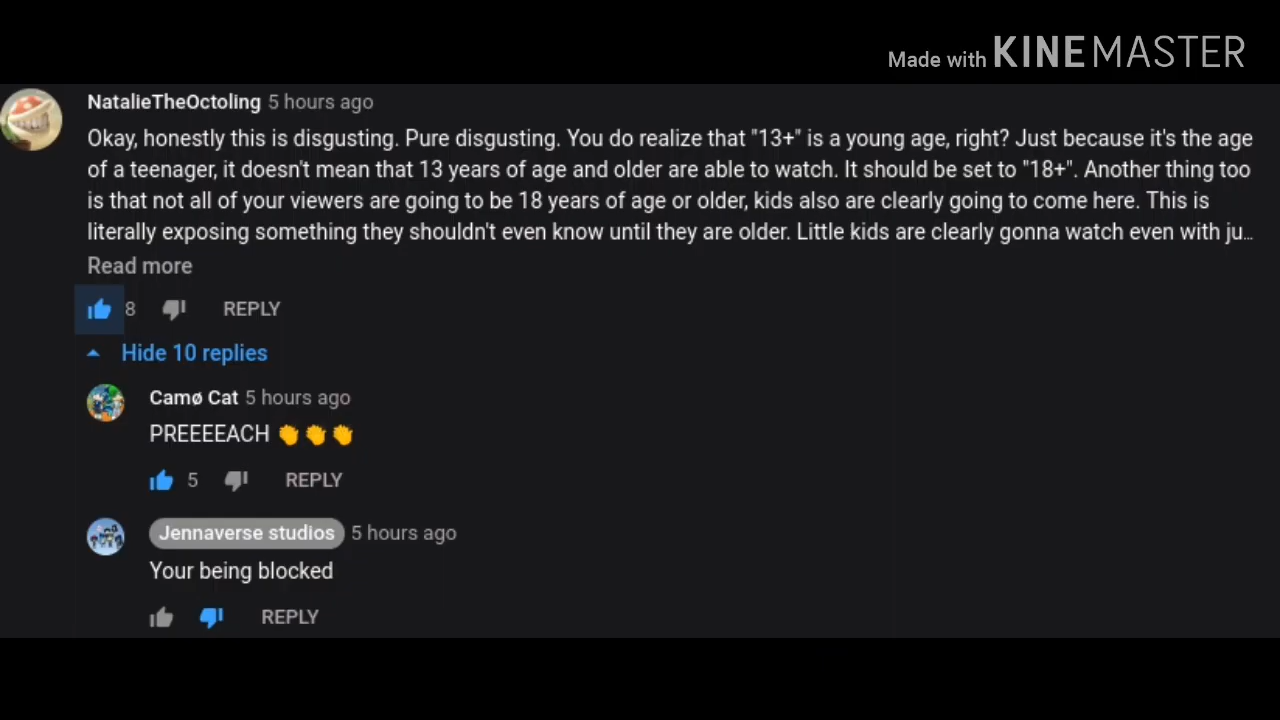 Made with KINEMASTER
NatalieTheOctoling 5 hours ago
Okay, honestly this is disgusting. Pure disgusting. You do realize that "13+" is a young age, right? Just because it's the age
of a teenager, it doesn't mean that 13 years of age and older are able to watch. It should be set to "18+". Another thing too
is that not all of your viewers are going to be 18 years of age or older, kids also are clearly going to come here. This is
literally exposing something they shouldn't even know until they are older. Little kids are clearly gonna watch even with ju…
Read more
8 REPLY
Hide 10 replies
Camø Cat 5 hours ago
PREEEEACH 👏👏👏
5 REPLY
Jennaverse studios 5 hours ago
Your being blocked
REPLY